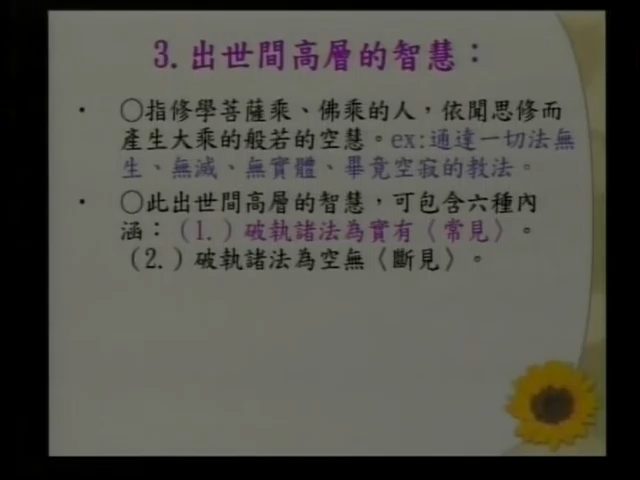 3.出世間高層的智慧：
• ○指修學菩薩乘、佛乘的人，依聞思修而
產生大乘的般若的空慧。ex:通達一切法無
生、無滅、無實體、畢竟空寂的教法。
• ○此出世間高層的智慧，可包含六種內
涵：（1.）破執諸法為實有〈常見〉。
（2.）破執諸法為空無〈斷見〉。